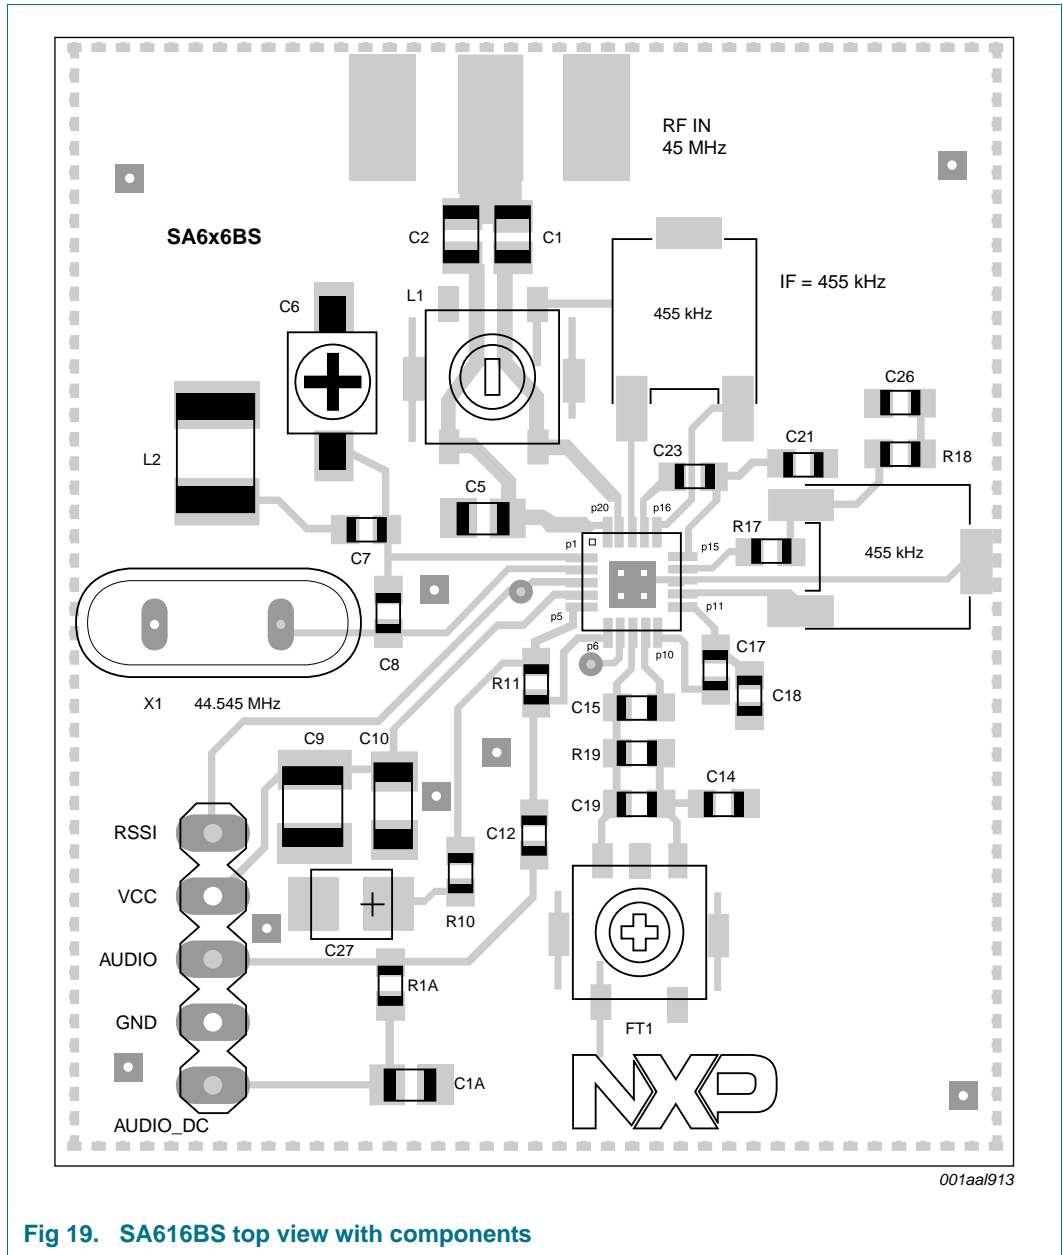 RF IN
45 MHz
SA6x6BS
C2
C1
L1
C6
455 kHz
IF = 455 kHz
C26
C23
C21
R18
L2
C5
p20
p16
R17
C7
p1
p15
455 kHz
p5
p11
p6
p10
C8
R11
C17
C18
X1
44.545 MHz
C15
C9
C10
R19
C14
C19
RSSI
C12
VCC
R10
C27
AUDIO
R1A
GND
FT1
C1A
NXP
AUDIO_DC
001aal913
Fig 19. SA616BS top view with components